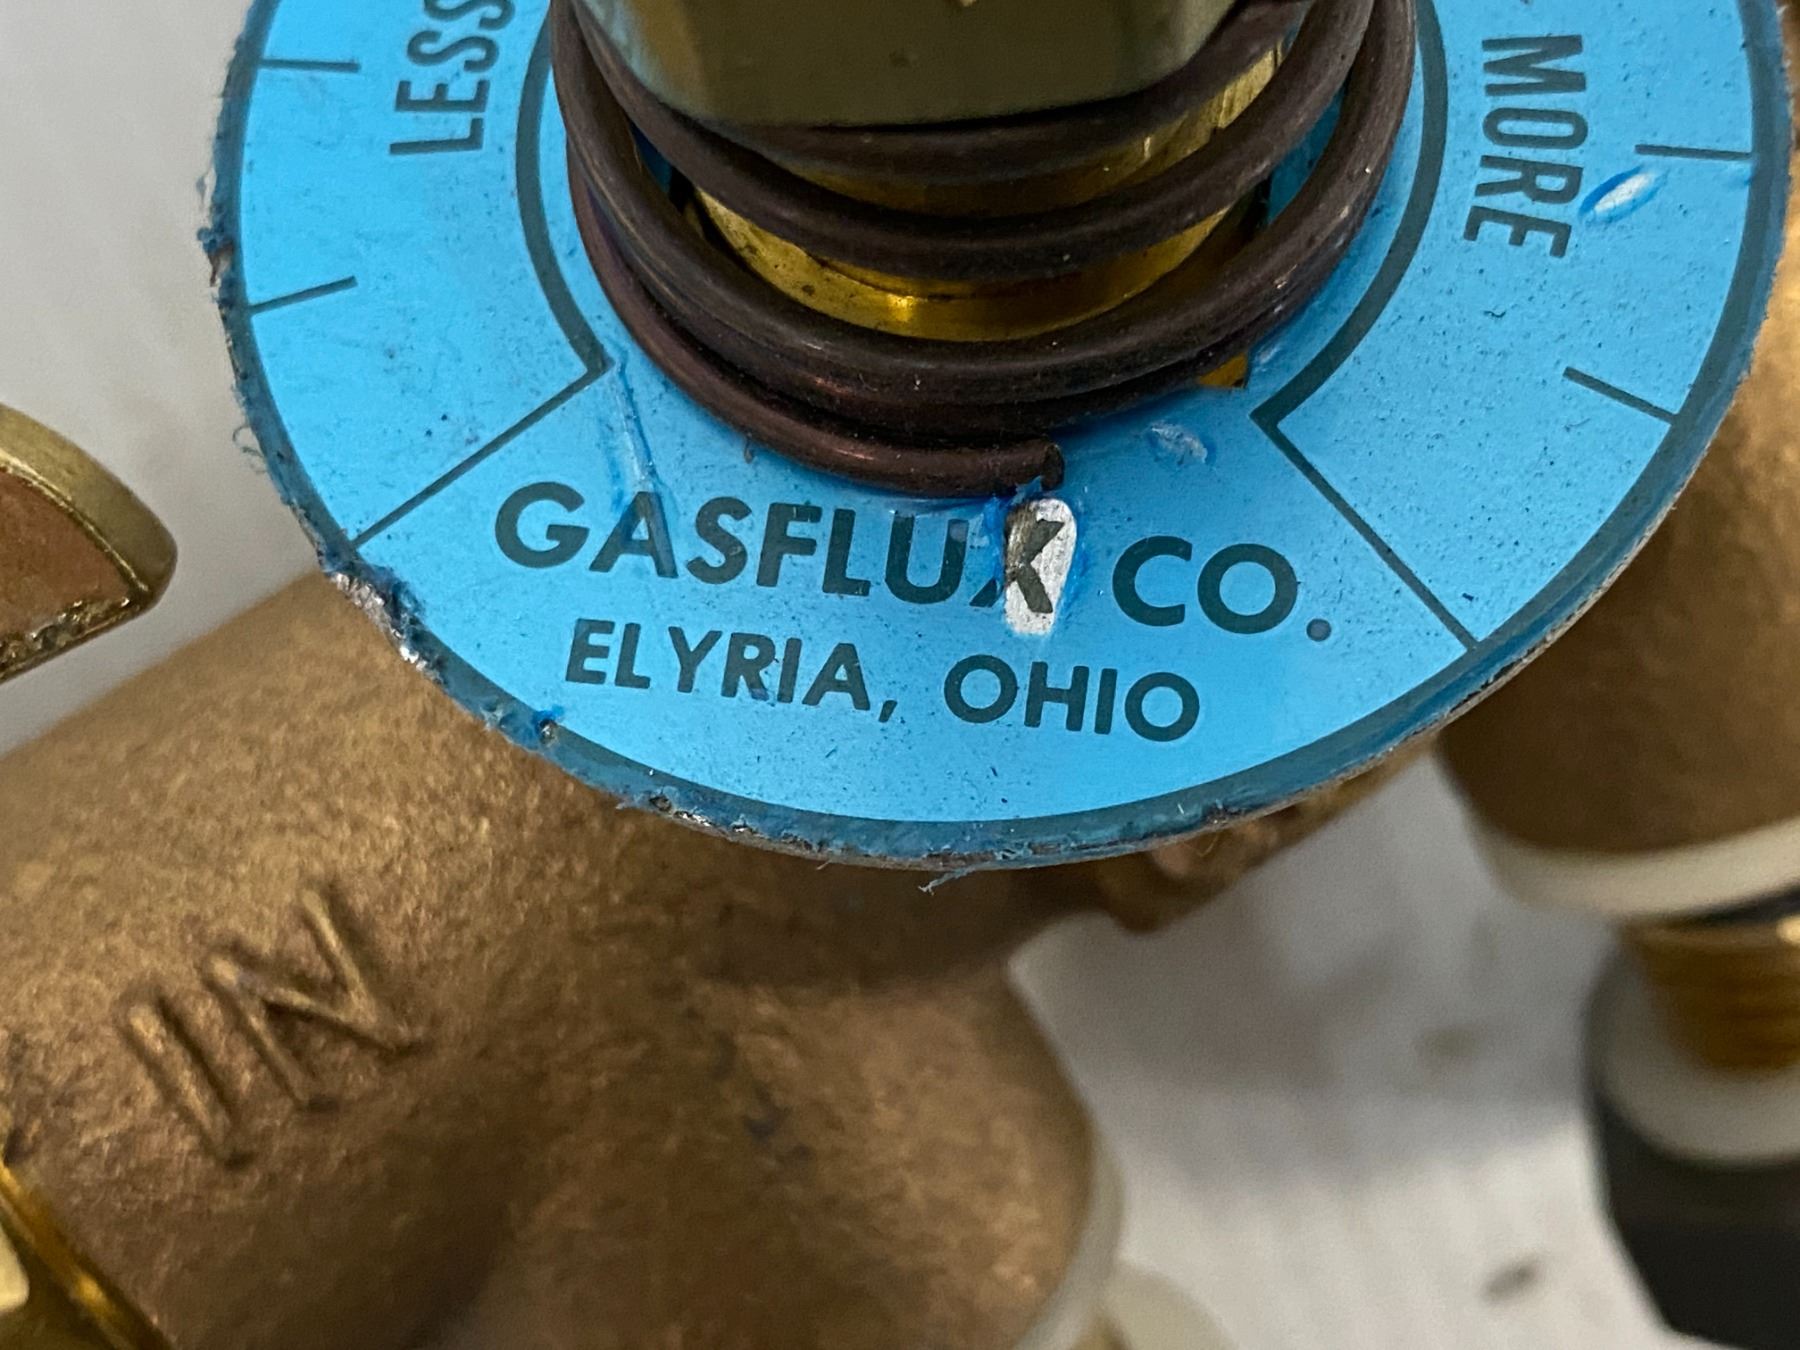 LESS
MORE
GASFLUX CO.
ELYRIA, OHIO
IN